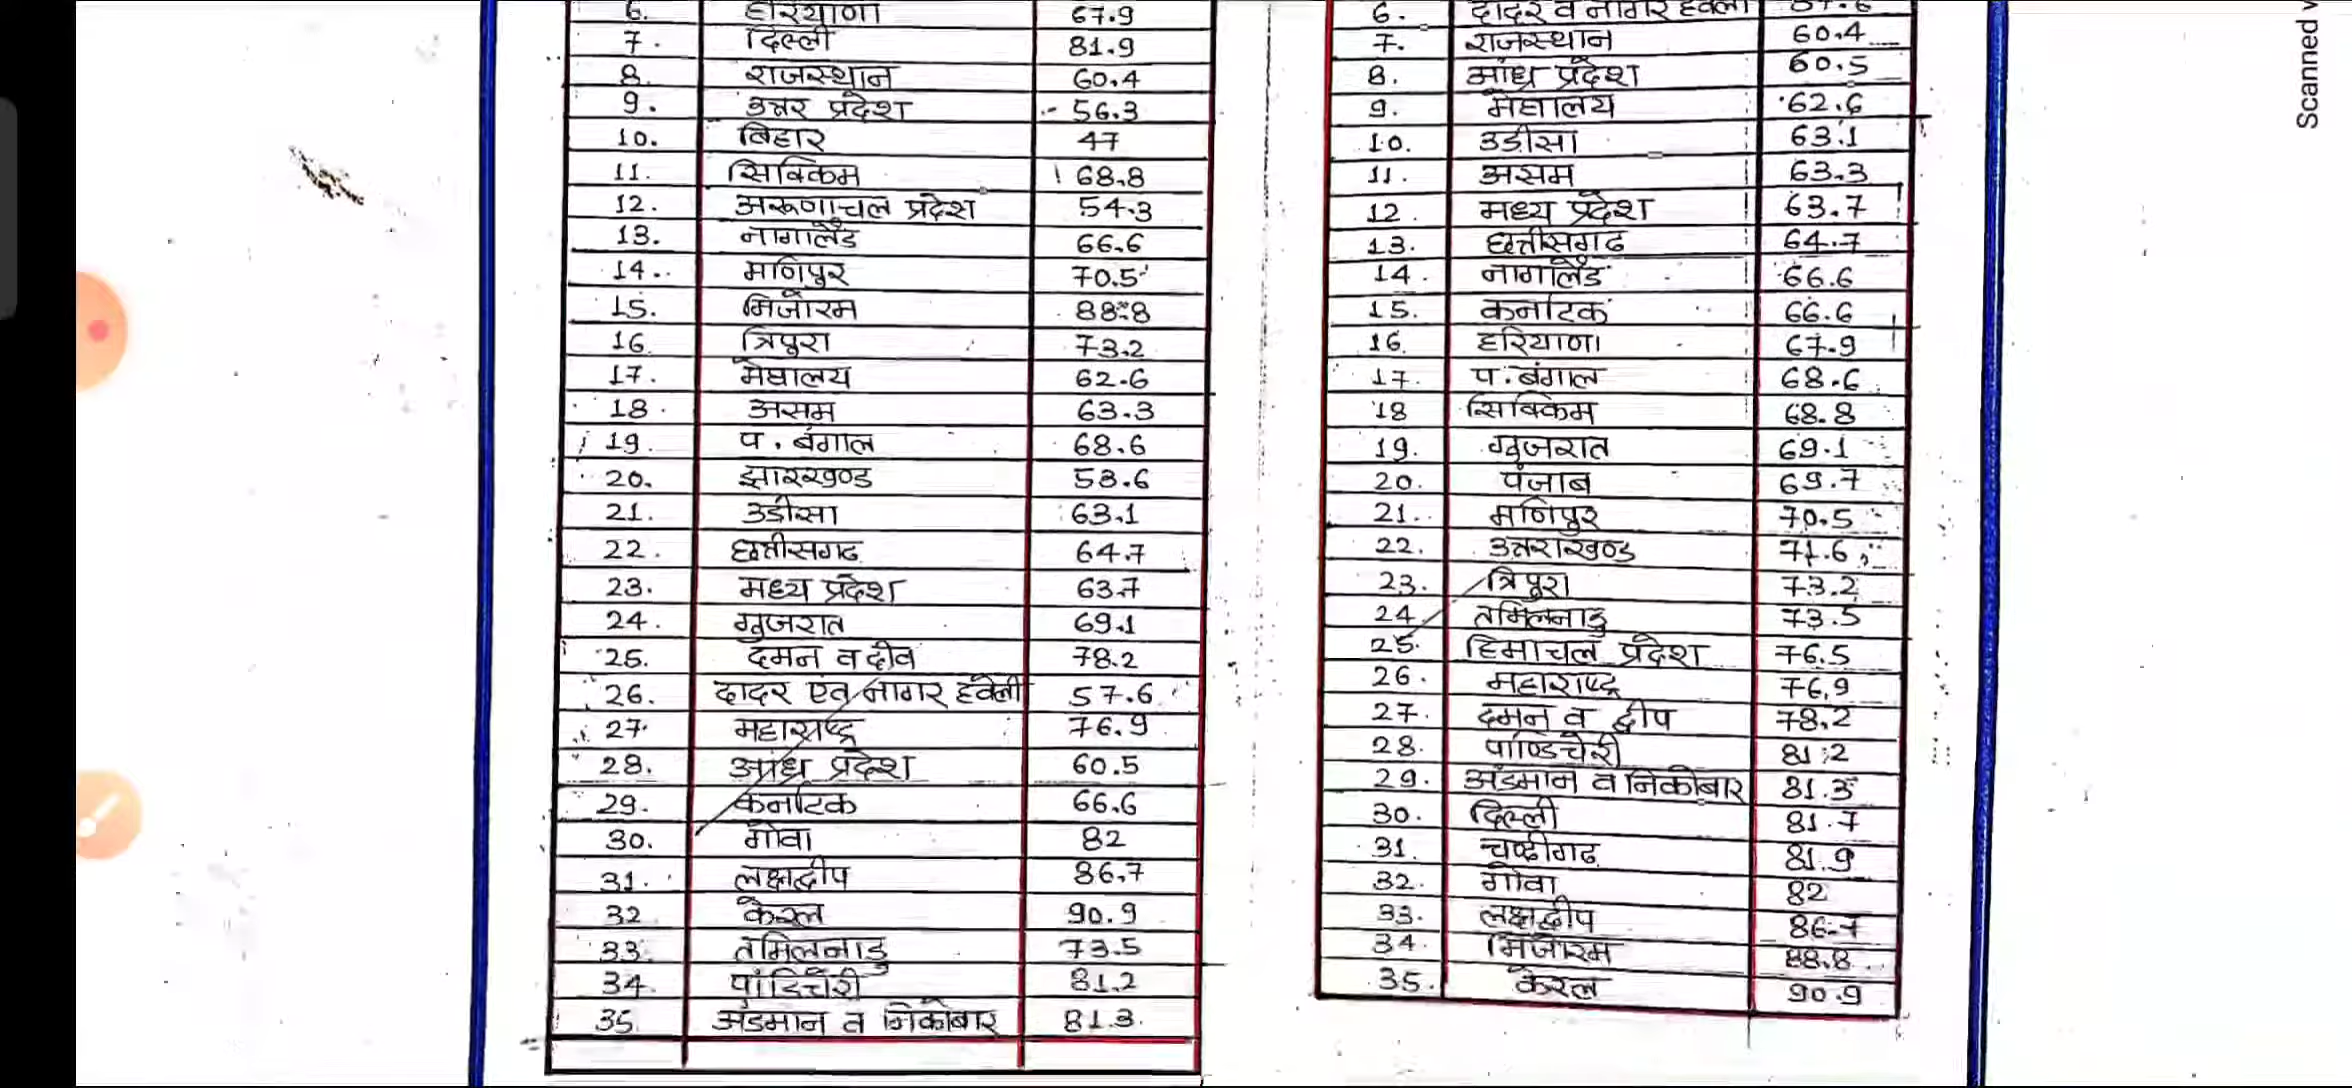 6. हरियाणा 67.9
7. दिल्ली 81.9
8. राजस्थान 60.4
9. उत्तर प्रदेश 56.3
10. बिहार 47
11. सिक्किम 68.8
12. अरूणाचल प्रदेश 54.3
13. नागालैंड 66.6
14. मणिपुर 70.5
15. मिजोरम 88.8
16. त्रिपुरा 73.2
17. मेघालय 62.6
18. असम 63.3
19. प. बंगाल 68.6
20. झारखण्ड 53.6
21. उडीसा 63.1
22. छत्तीसगढ 64.7
23. मध्य प्रदेश 63.7
24. गुजरात 69.1
25. दमन व दीव 78.2
26. दादर एवं नागर हवेली 57.6
27. महाराष्ट्र 76.9
28. आंध्र प्रदेश 60.5
29. कर्नाटक 66.6
30. गोवा 82
31. लक्षद्वीप 86.7
32 केरल 90.9
33. तमिलनाडु 73.5
34. पांडिचेरी 81.2
35 अंडमान व निकोबार 81.3
6. दादर व नागर हवेली 57.6
7. राजस्थान 60.4
8. आंध्र प्रदेश 60.5
9. मेघालय 62.6
10. उडीसा 63.1
11. असम 63.3
12. मध्य प्रदेश 63.7
13. छत्तीसगढ 64.7
14. नागालैंड 66.6
15. कर्नाटक 66.6
16. हरियाणा 67.9
17. प. बंगाल 68.6
18 सिक्किम 68.8
19. गुजरात 69.1
20. पंजाब 69.7
21. मणिपुर 70.5
22. उत्तराखण्ड 71.6
23. त्रिपुरा 73.2
24 तमिलनाडु 73.5
25. हिमाचल प्रदेश 76.5
26. महाराष्ट्र 76.9
27. दमन व द्वीप 78.2
28. पाण्डिचेरी 81.2
29. अंडमान व निकोबार 81.3
30. दिल्ली 81.7
31. चण्डीगढ 81.9
32. गोवा 82
33. लक्षद्वीप 86.7
34. मिजोरम 88.8
35. केरल 90.9
Scanned